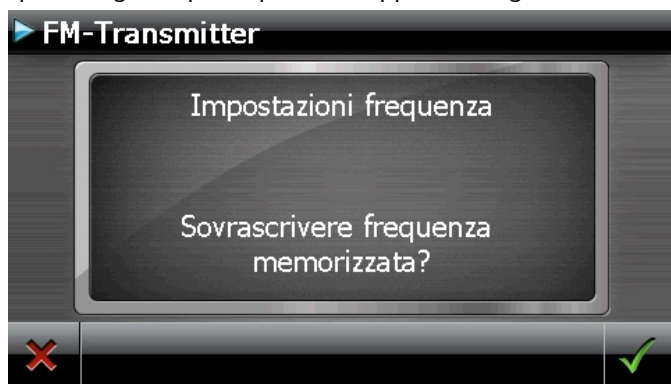 FM-Transmitter
Impostazioni frequenza
Sovrascrivere frequenza
memorizzata?